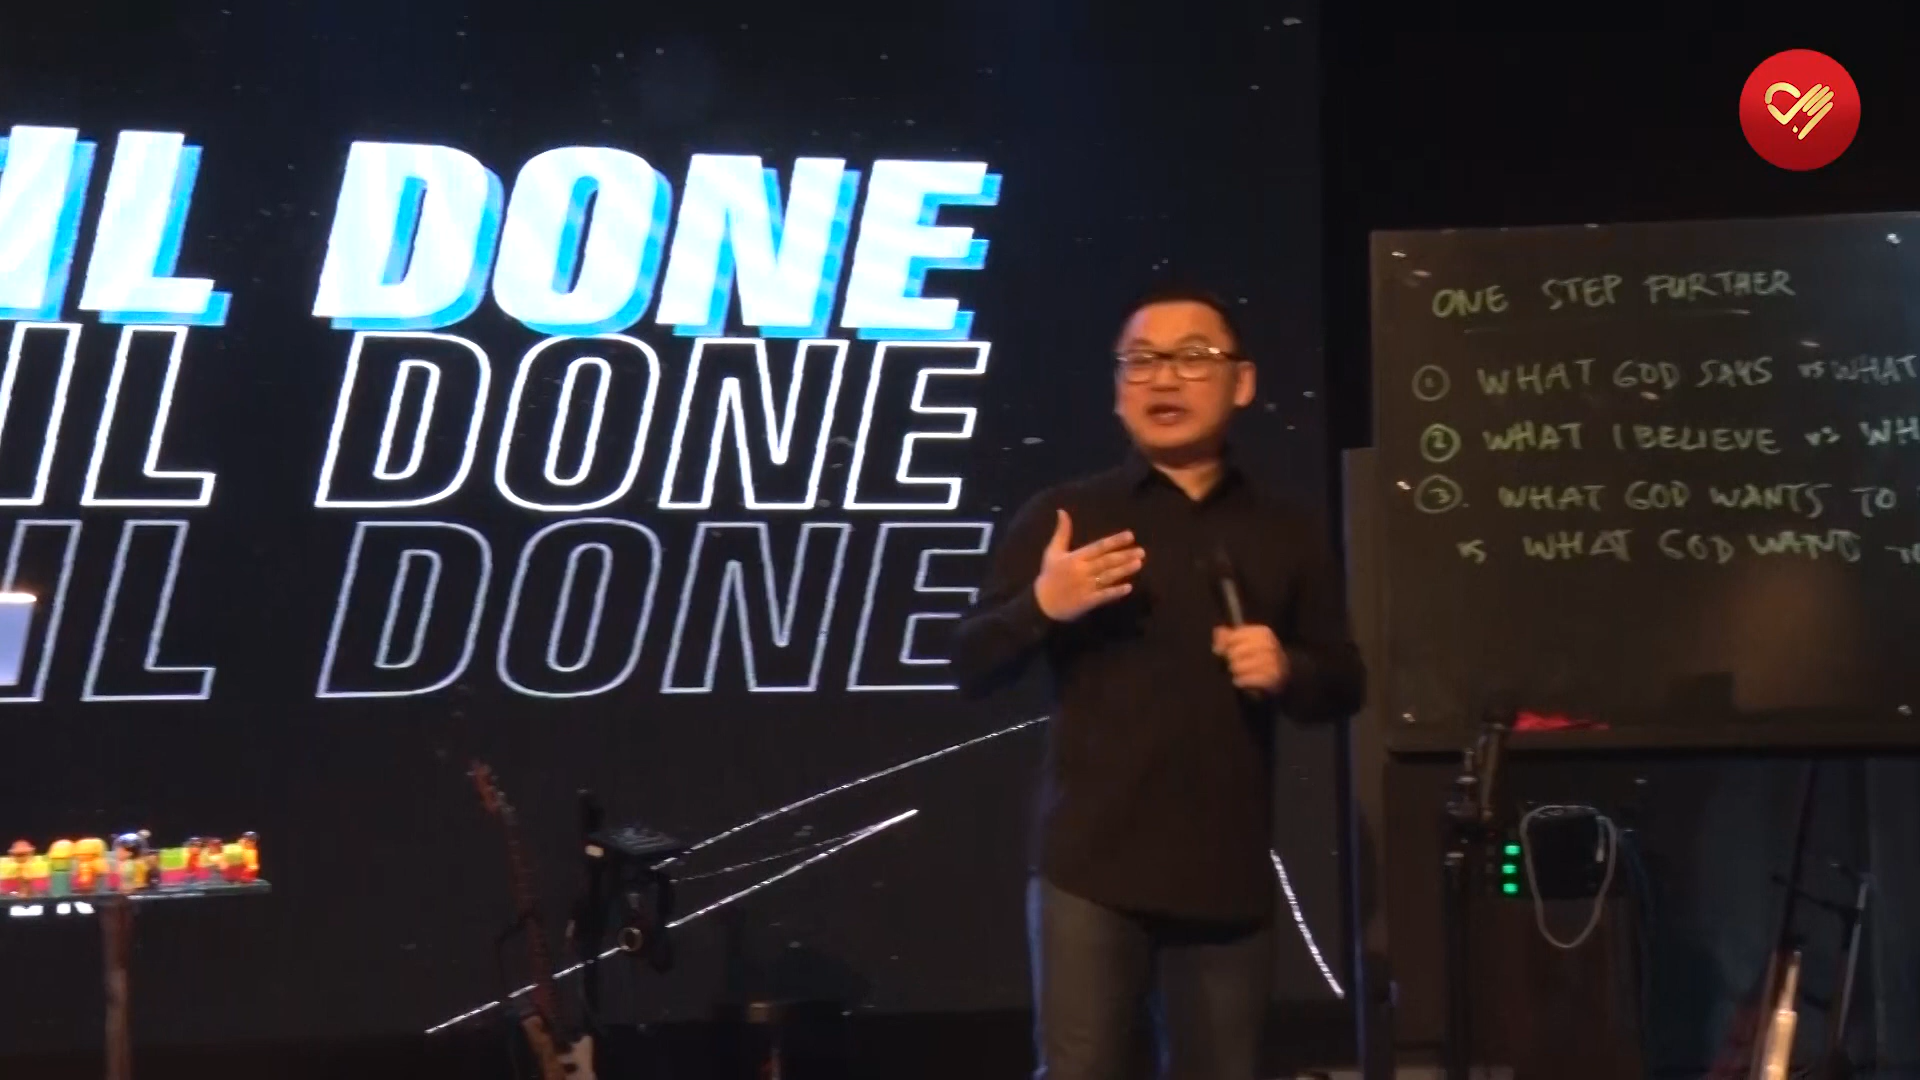 IL DONE
IL DONE
IL DONE
ONE STEP FURTHER
1 WHAT GOD SAYS vs WHAT
2 WHAT I BELIEVE vs WH
3. WHAT GOD WANTS TO
vs WHAT GOD WANTS TO